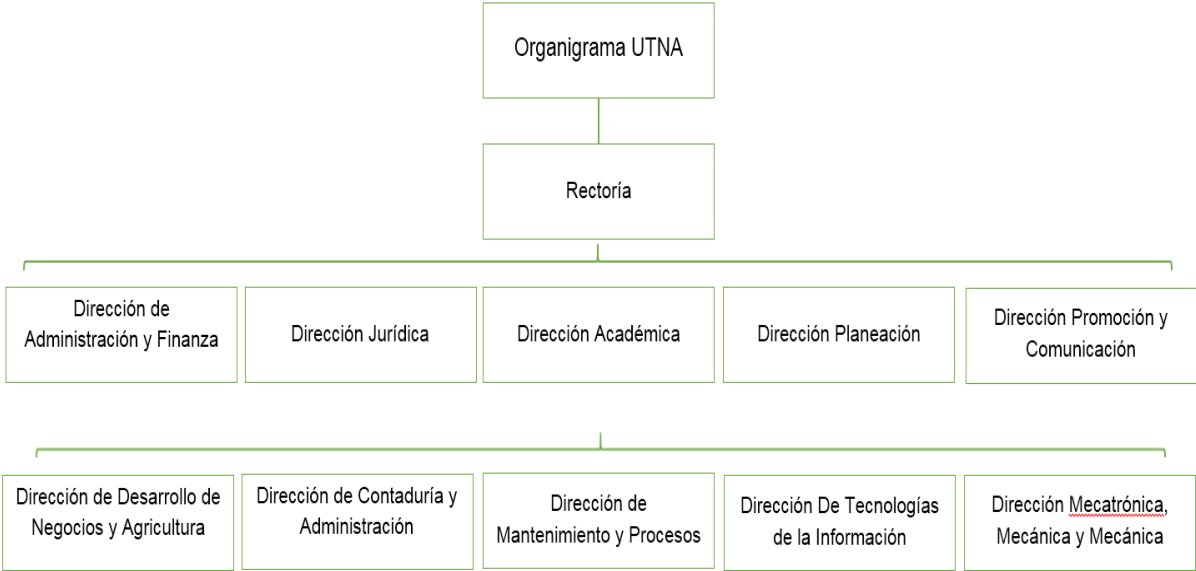 Organigrama UTNA
Rectoría
Dirección de
Administración y Finanza
Dirección Jurídica
Dirección Académica
Dirección Planeación
Dirección Promoción y
Comunicación
Dirección de Desarrollo de
Negocios y Agricultura
Dirección de Contaduría y
Administración
Dirección de
Mantenimiento y Procesos
Dirección De Tecnologías
de la Información
Dirección Mecatrónica,
Mecánica y Mecánica